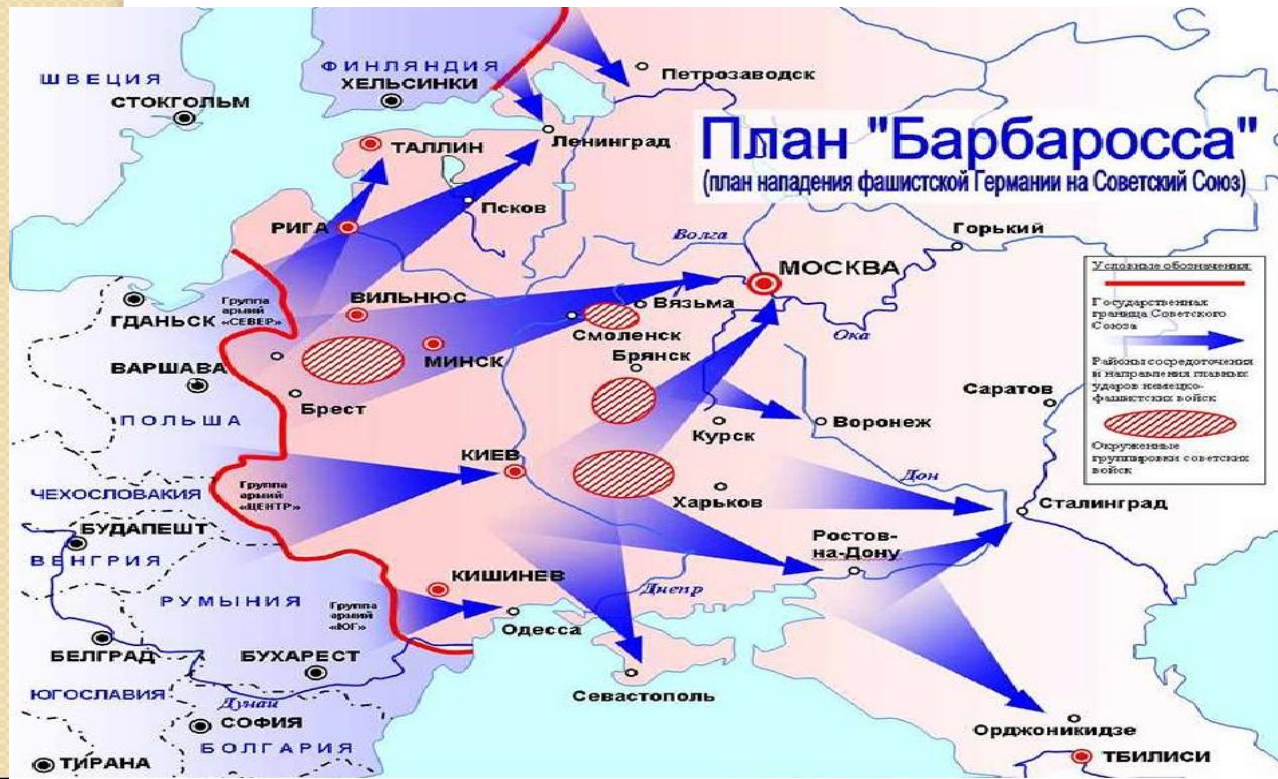 План "Барбаросса"
(план нападения фашистской Германии на Советский Союз)
ШВЕЦИЯ
СТОКГОЛЬМ
ФИНЛЯНДИЯ
ХЕЛЬСИНКИ
Петрозаводск
ТАЛЛИН
Ленинград
Псков
РИГА
Волга
Горький
МОСКВА
Группа
армий
«СЕВЕР»
ГДАНЬСК
ВИЛЬНЮС
Вязьма
Смоленск
Ока
МИНСК
Брянск
ВАРШАВА
Брест
ПОЛЬША
Саратов
Курск
Воронеж
КИЕВ
Группа
армий
«ЦЕНТР»
Харьков
Дон
Сталинград
ЧЕХОСЛОВАКИЯ
БУДАПЕШТ
ВЕНГРИЯ
Ростов-
на-Дону
КИШИНЕВ
Днепр
РУМЫНИЯ
Группа
армий
«ЮГ»
Одесса
БЕЛГРАД
БУХАРЕСТ
Севастополь
ЮГОСЛАВИЯ
Дунай
СОФИЯ
БОЛГАРИЯ
Орджоникидзе
ТИРАНА
ТБИЛИСИ
Условные обозначения
Государственная
граница Советского
Союза
Районы сосредоточения
и направления главных
ударов немецко-
фашистских войск
Окруженные
группировки советских
войск